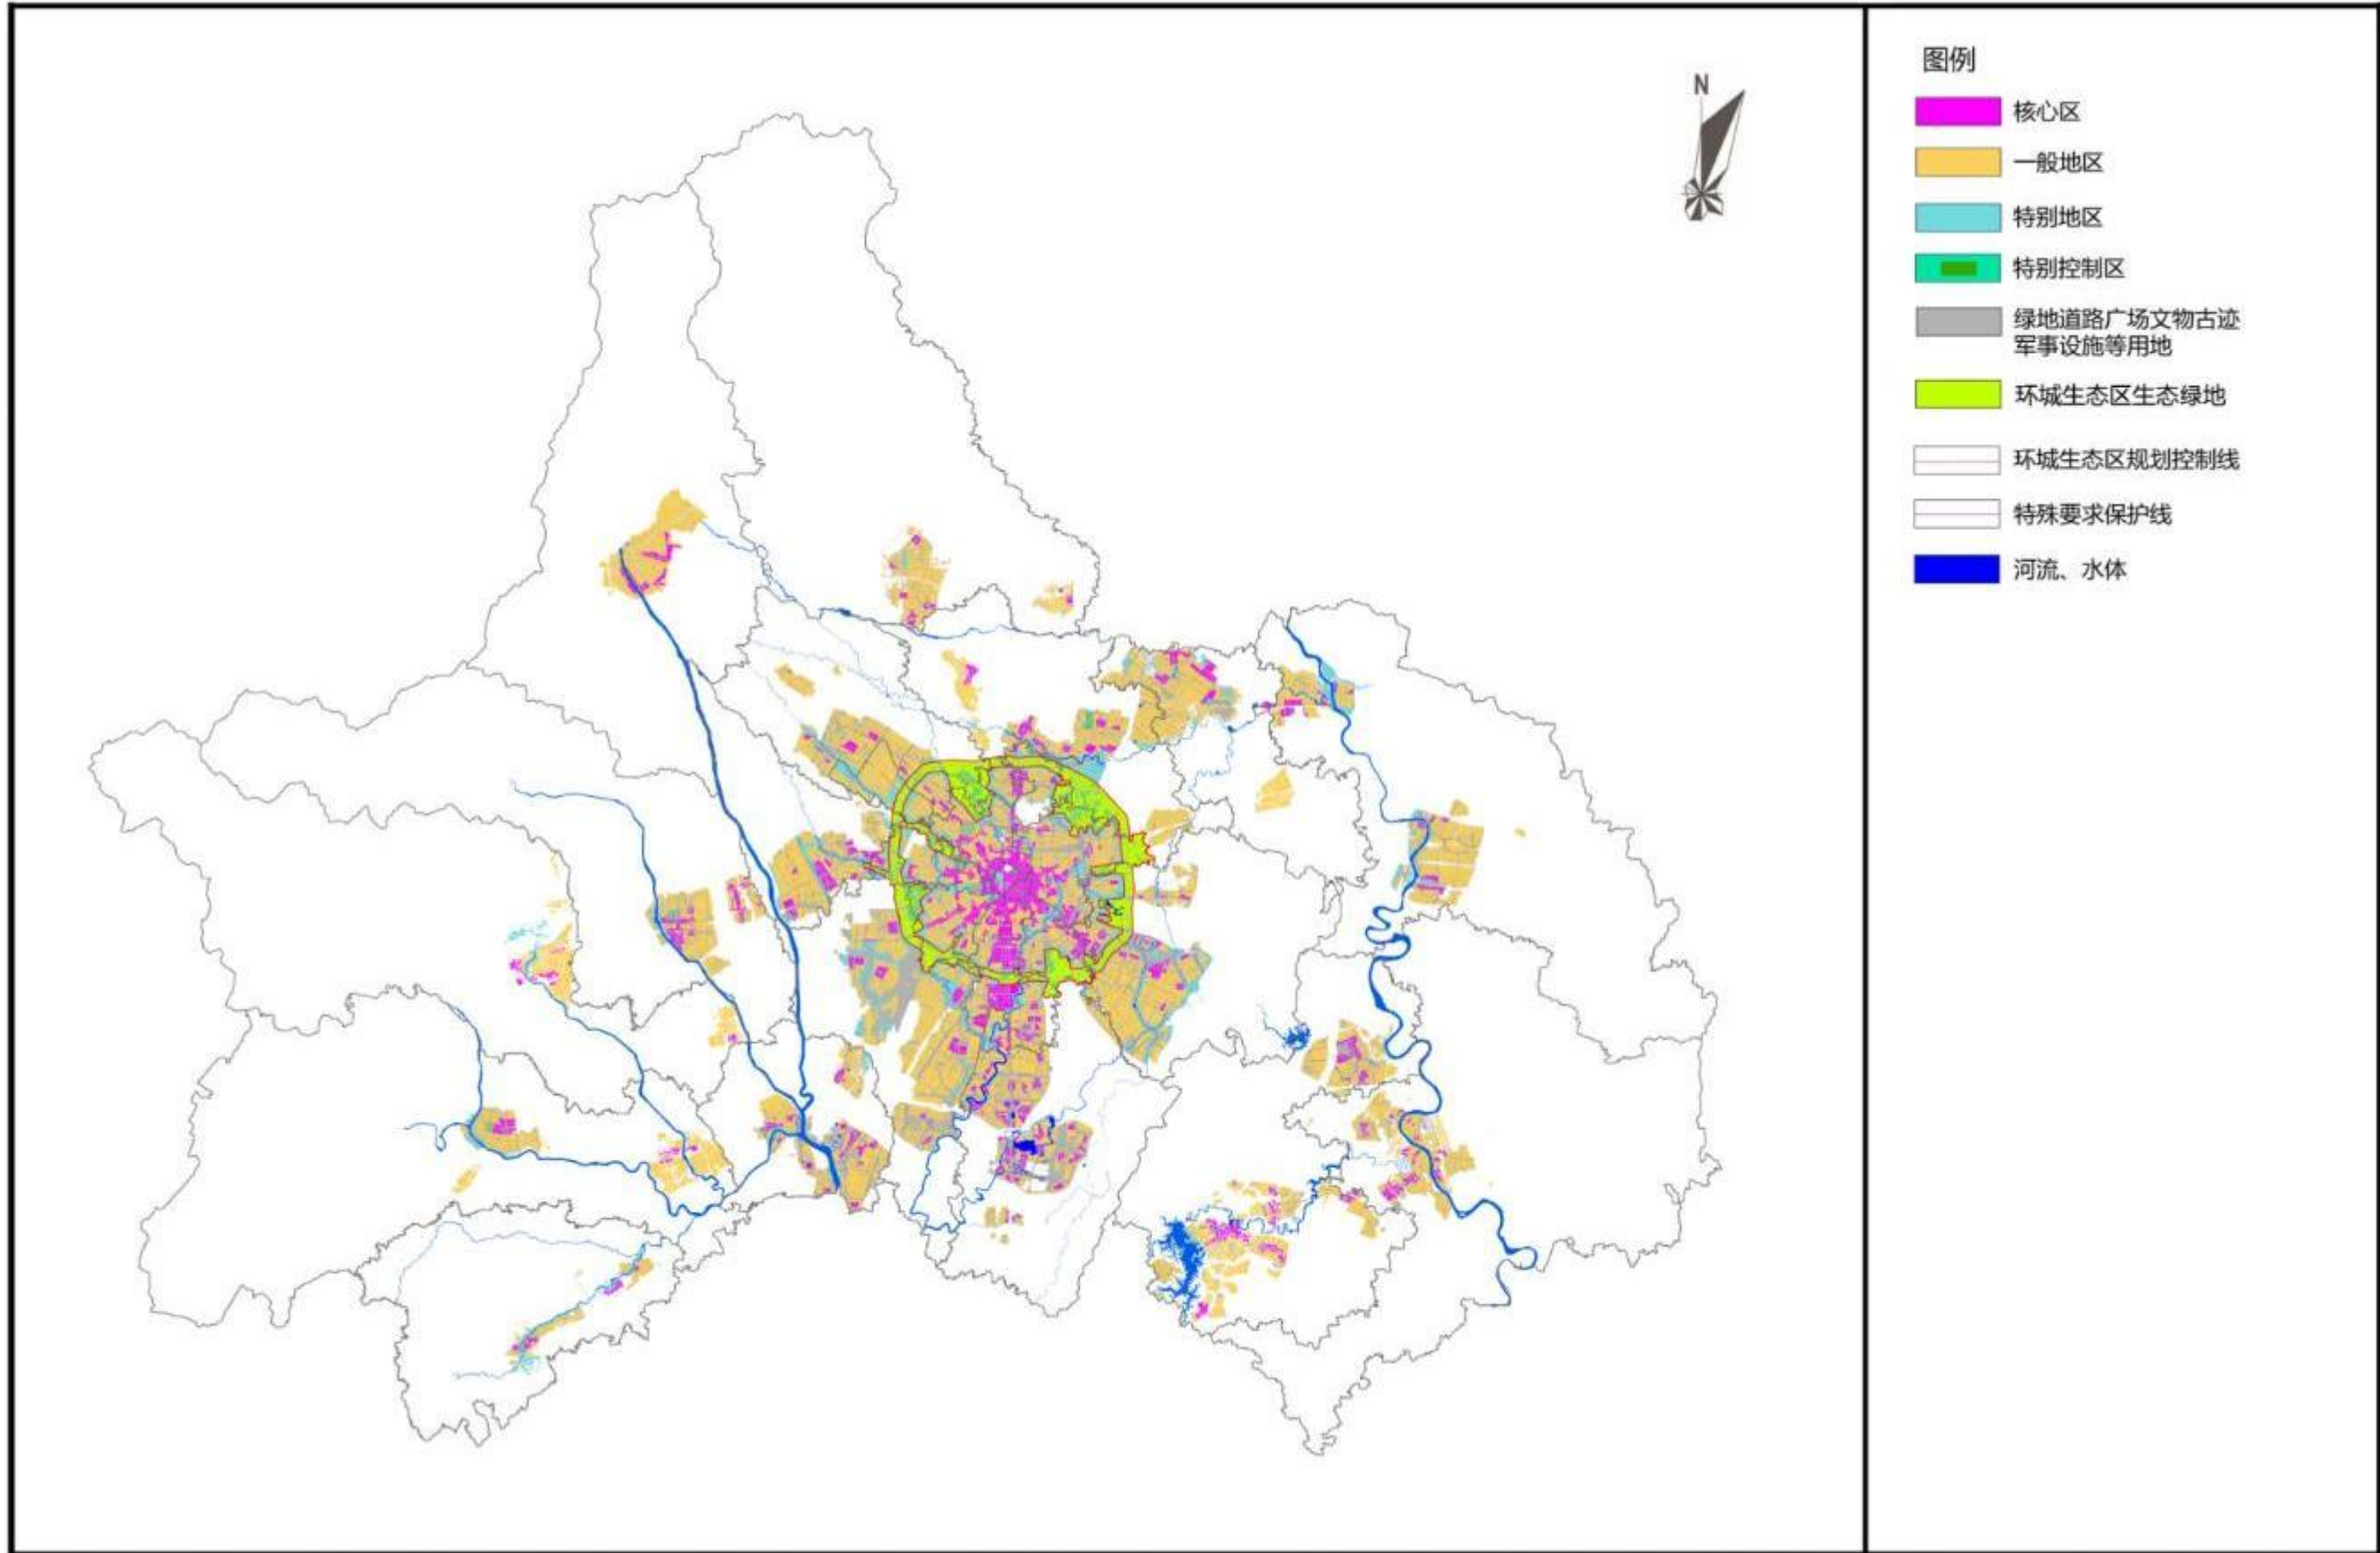 N
图例
核心区
一般地区
特别地区
特别控制区
绿地道路广场文物古迹
军事设施等用地
环城生态区生态绿地
环城生态区规划控制线
特殊要求保护线
河流、水体